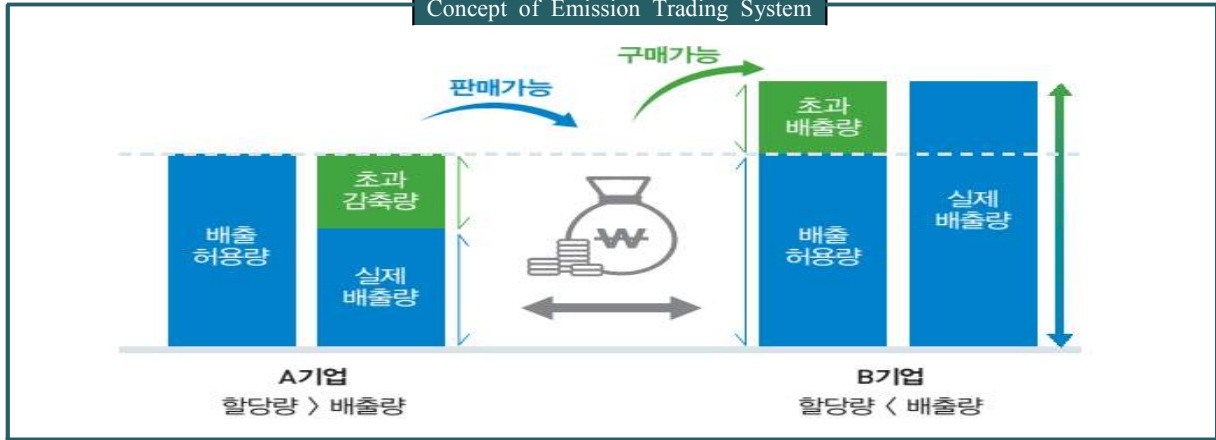 Concept of Emission Trading System
구매가능
판매가능
초과
배출량
초과
감축량
실제
배출량
배출
허용량
₩
배출
허용량
실제
배출량
A기업
B기업
할당량 > 배출량
할당량 < 배출량